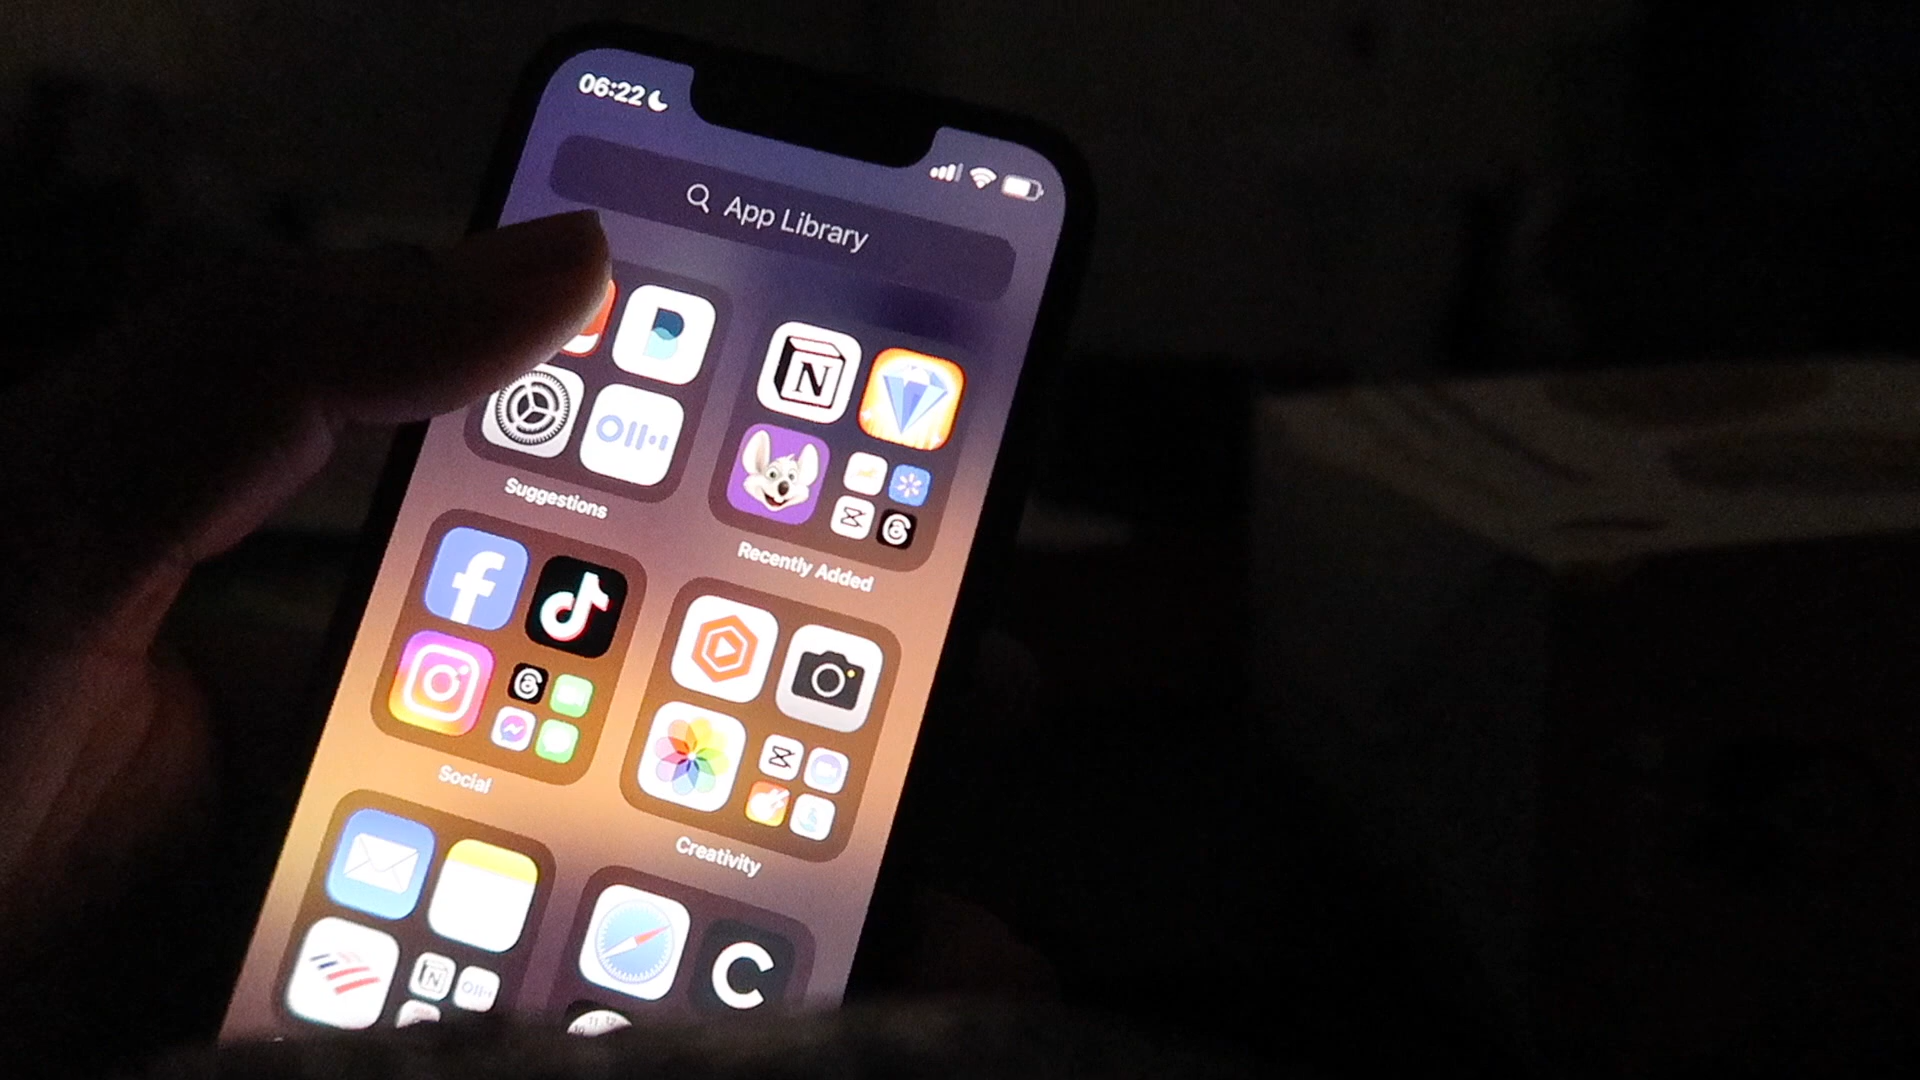 06:22
App Library
Suggestions
Recently Added
Social
Creativity